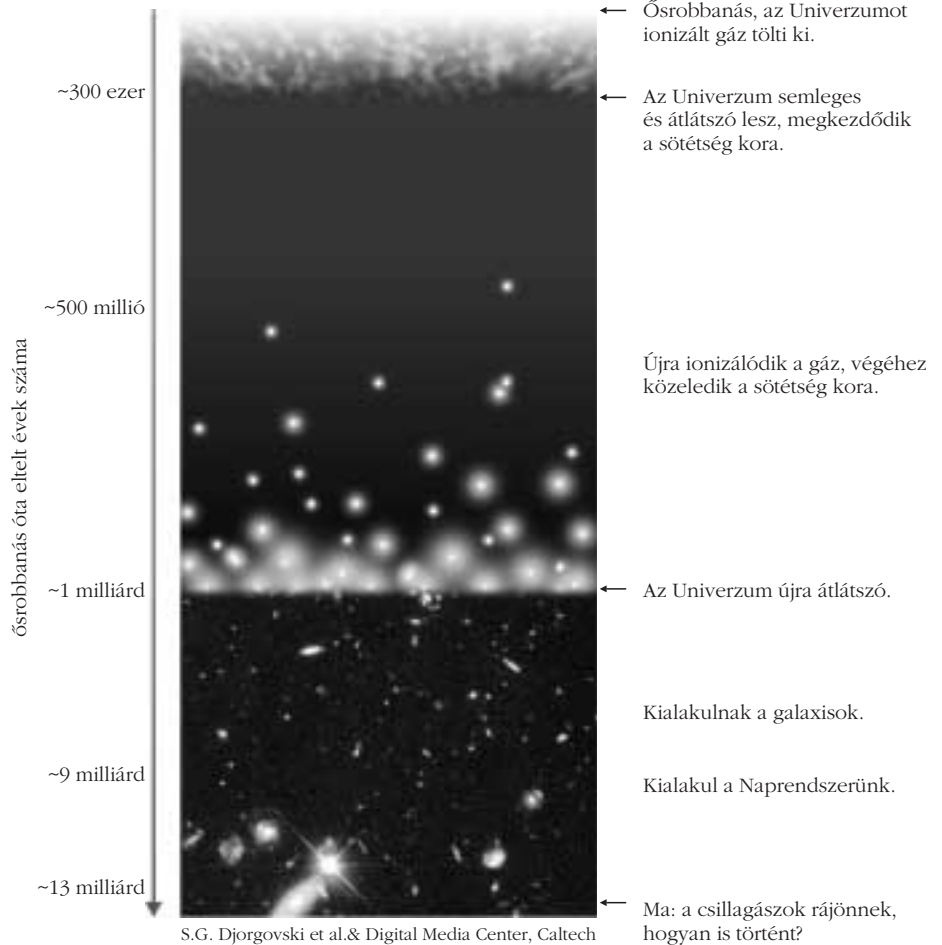 Ősrobbanás, az Univerzumot
ionizált gáz tölti ki.
~300 ezer
Az Univerzum semleges
és átlátszó lesz, megkezdődik
a sötétség kora.
~500 millió
Újra ionizálódik a gáz, végéhez
közeledik a sötétség kora.
ősrobbanás óta eltelt évek száma
~1 milliárd
Az Univerzum újra átlátszó.
Kialakulnak a galaxisok.
~9 milliárd
Kialakul a Naprendszerünk.
~13 milliárd
Ma: a csillagászok rájönnek,
hogyan is történt?
S.G. Djorgovski et al.& Digital Media Center, Caltech